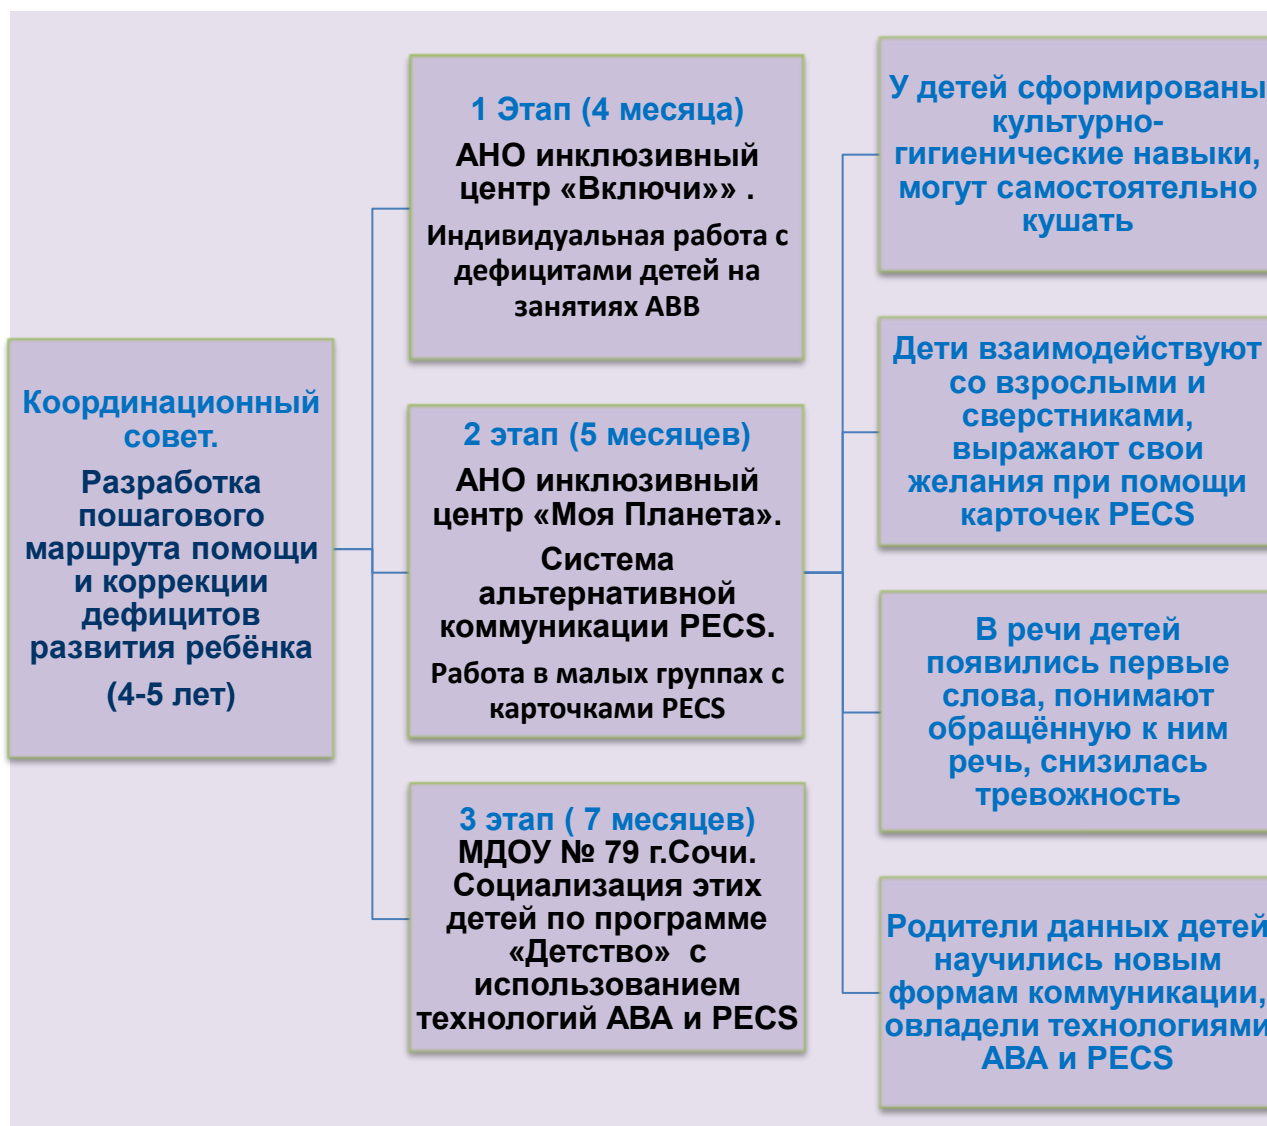 Координационный
совет.
Разработка
пошагового
маршрута помощи
и коррекции
дефицитов
развития ребёнка
(4-5 лет)
1 Этап (4 месяца)
АНО инклюзивный
центр «Включи»» .
Индивидуальная работа с
дефицитами детей на
занятиях АВВ
2 этап (5 месяцев)
АНО инклюзивный
центр «Моя Планета».
Система
альтернативной
коммуникации PECS.
Работа в малых группах с
карточками PECS
3 этап ( 7 месяцев)
МДОУ № 79 г.Сочи.
Социализация этих
детей по программе
«Детство» с
использованием
технологий АВА и PECS
У детей сформированы
культурно-
гигиенические навыки,
могут самостоятельно
кушать
Дети взаимодействуют
со взрослыми и
сверстниками,
выражают свои
желания при помощи
карточек PECS
В речи детей
появились первые
слова, понимают
обращённую к ним
речь, снизилась
тревожность
Родители данных детей
научились новым
формам коммуникации,
овладели технологиями
АВА и PECS